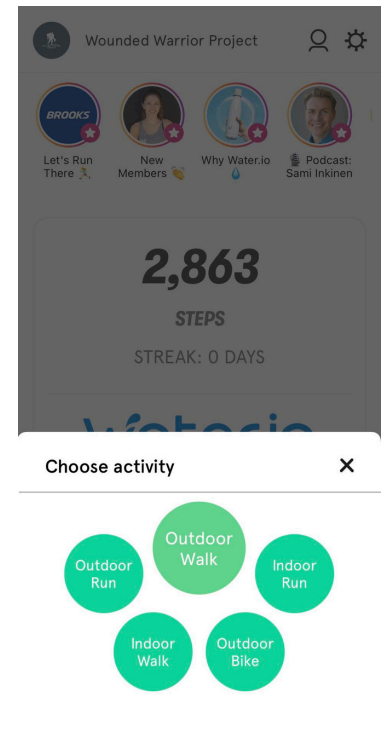 Wounded Warrior Project
BROOKS
Let's Run
There 🏃
New
Members 👏
Why Water.io
💧
🎙️ Podcast:
Sami Inkinen
2,863
STEPS
STREAK: 0 DAYS
Choose activity
Outdoor
Walk
Outdoor
Run
Indoor
Run
Indoor
Walk
Outdoor
Bike